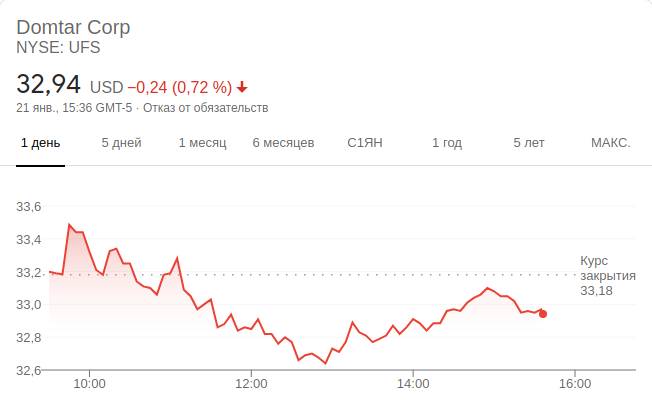 Domtar Corp
NYSE: UFS
32,94 USD −0,24 (0,72 %)
21 янв., 15:36 GMT-5 · Отказ от обязательств
1 день 5 дней 1 месяц 6 месяцев С1ЯН 1 год 5 лет МАКС.
33,6
33,4
33,2
33,0
32,8
32,6
Курс
закрытия
33,18
10:00 12:00 14:00 16:00